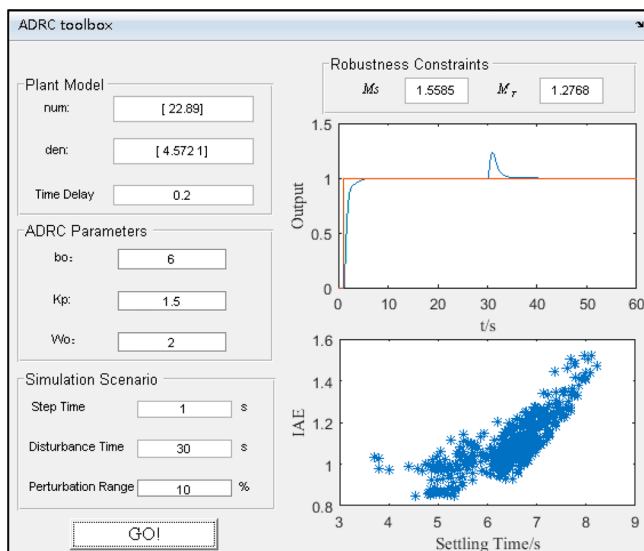 ADRC toolbox
Plant Model
num: [ 22.89]
den: [ 4.572 1]
Time Delay 0.2
ADRC Parameters
bo: 6
Kp: 1.5
Wo: 2
Simulation Scenario
Step Time 1 s
Disturbance Time 30 s
Perturbation Range 10 %
GO!
Robustness Constraints
Ms 1.5585 MT 1.2768
1.5
1
0.5
0
Output
0 10 20 30 40 50 60
t/s
1.6
1.4
1.2
1
0.8
IAE
3 4 5 6 7 8 9
Settling Time/s